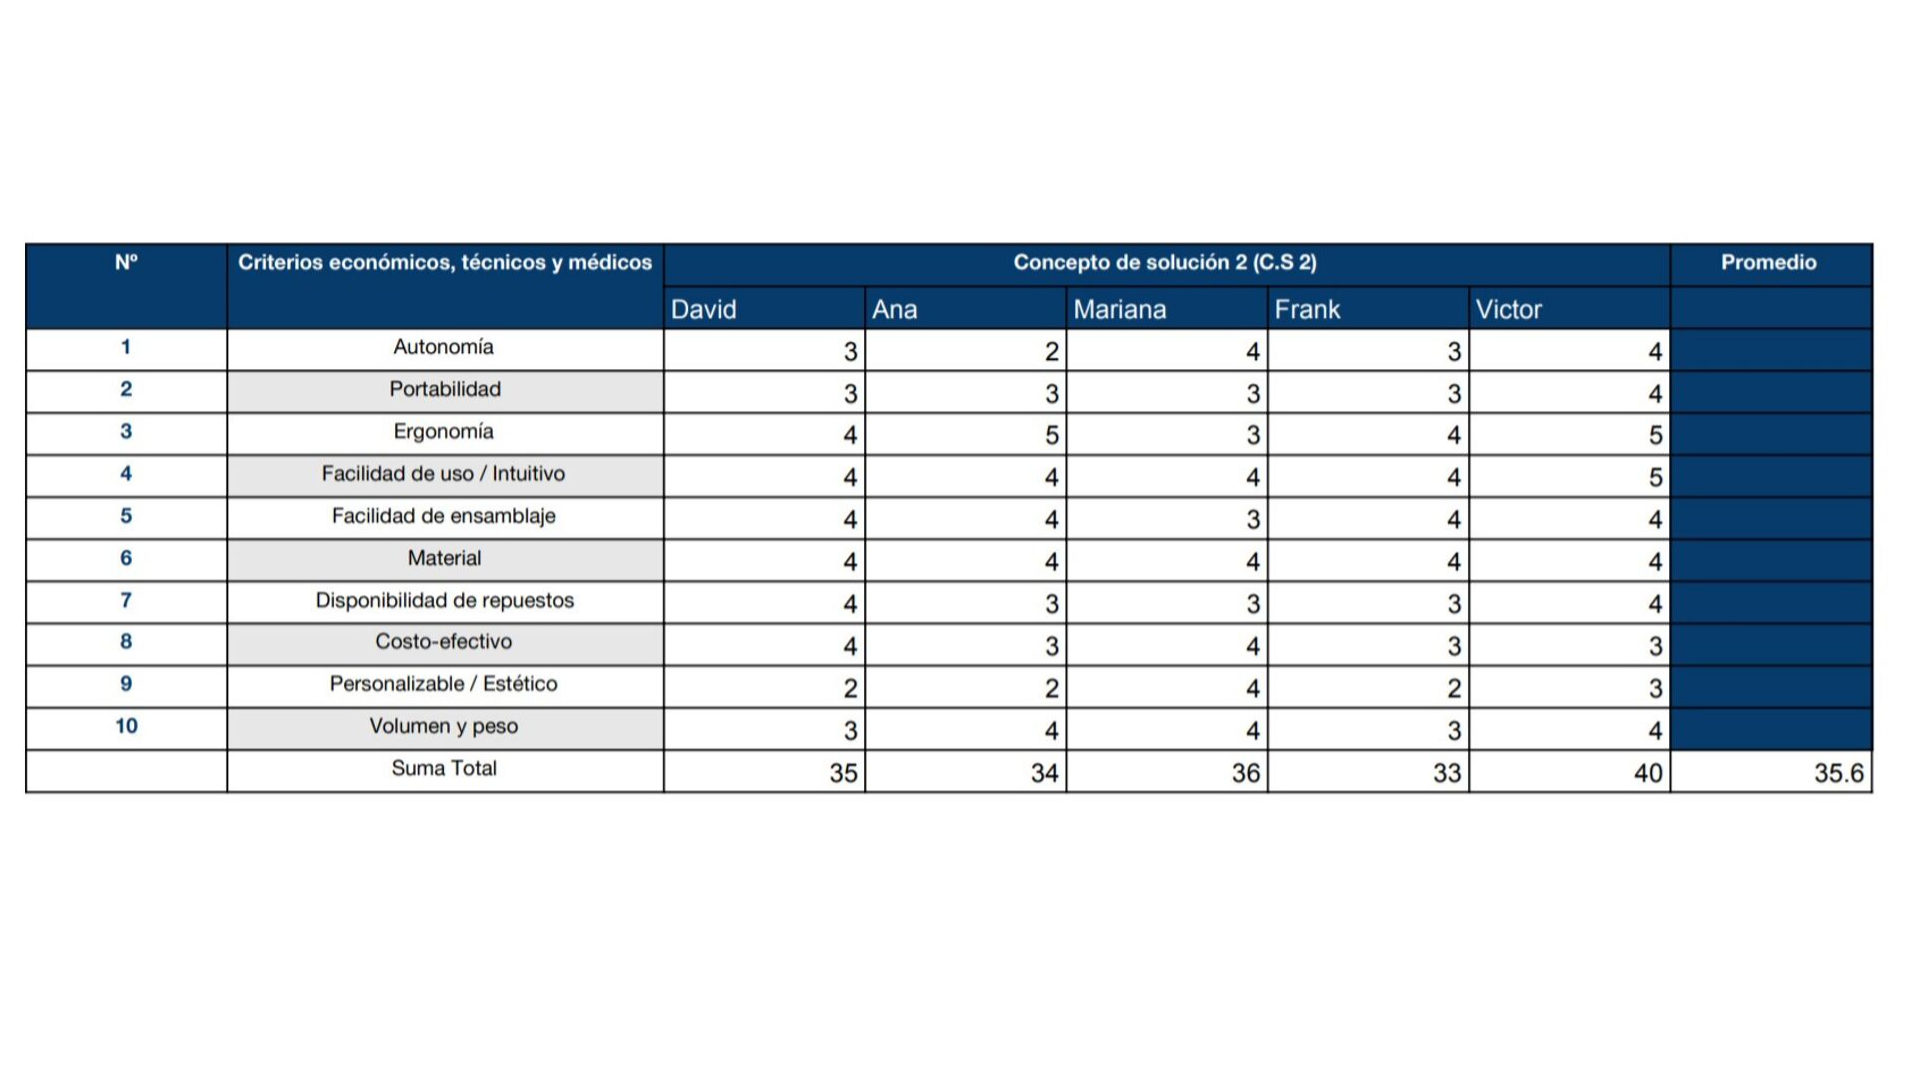 Nº Criterios económicos, técnicos y médicos Concepto de solución 2 (C.S 2) Promedio
David Ana Mariana Frank Victor
1 Autonomía 3 2 4 3 4
2 Portabilidad 3 3 3 3 4
3 Ergonomía 4 5 3 4 5
4 Facilidad de uso / Intuitivo 4 4 4 4 5
5 Facilidad de ensamblaje 4 4 3 4 4
6 Material 4 4 4 4 4
7 Disponibilidad de repuestos 4 3 3 3 4
8 Costo-efectivo 4 3 4 3 3
9 Personalizable / Estético 2 2 4 2 3
10 Volumen y peso 3 4 4 3 4
Suma Total 35 34 36 33 40 35.6